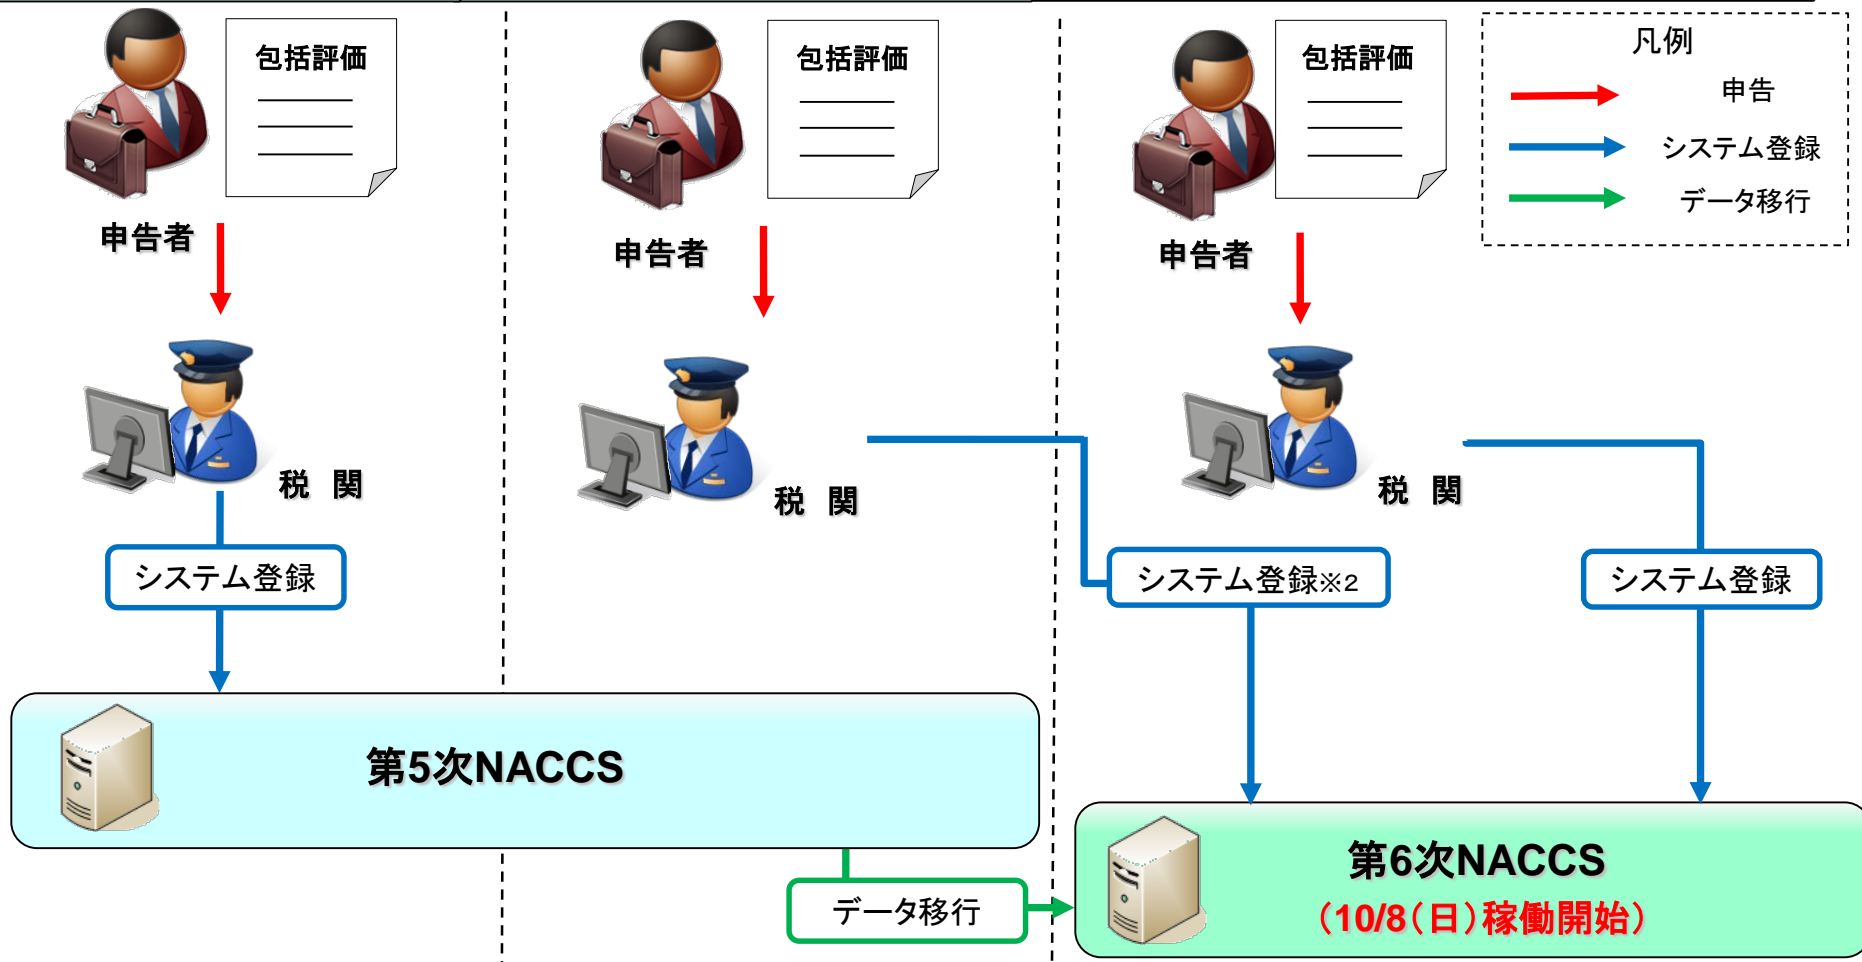 包括評価
包括評価
包括評価
凡例
申告
システム登録
データ移行
申告者
申告者
申告者
税 関
税 関
税 関
システム登録
システム登録※2
システム登録
第5次NACCS
第6次NACCS
（10/8（日）稼働開始）
データ移行